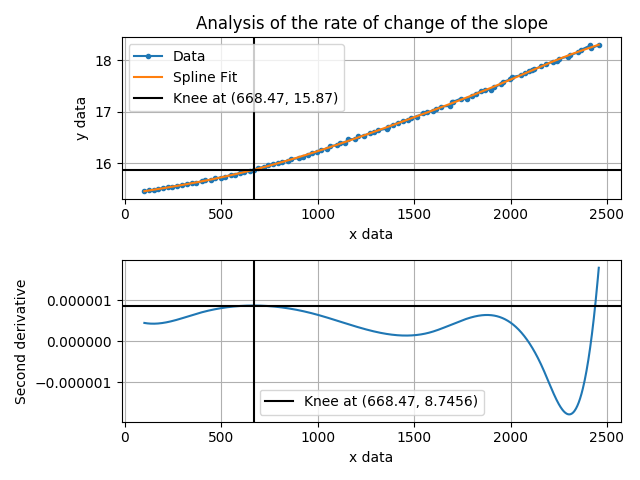 Analysis of the rate of change of the slope
Data
Spline Fit
Knee at (668.47, 15.87)
y data
18
17
16
0 500 1000 1500 2000 2500
x data
Second derivative
0.000001
0.000000
−0.000001
Knee at (668.47, 8.7456)
0 500 1000 1500 2000 2500
x data